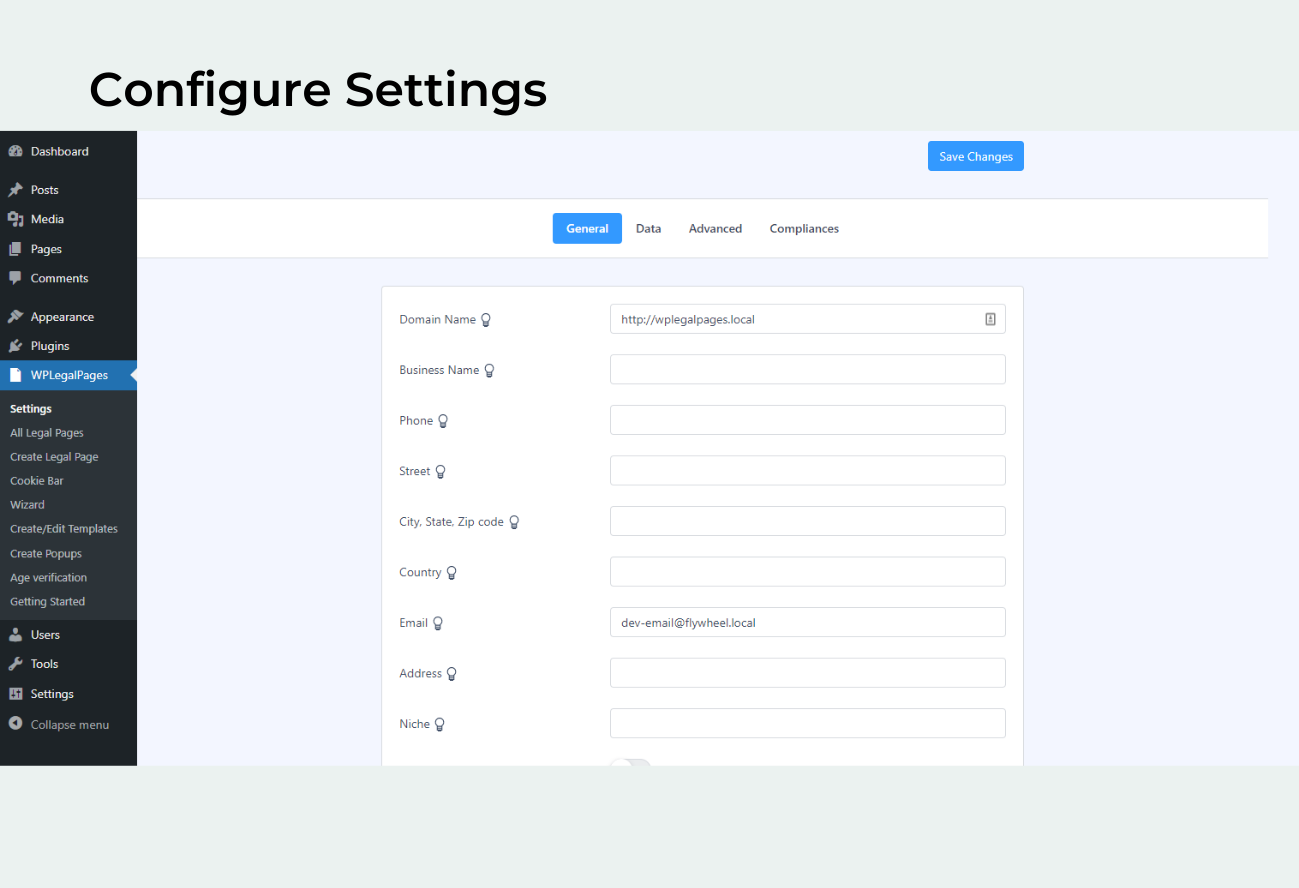 Configure Settings
Save Changes
Dashboard
Posts
Media
Pages
Comments
Appearance
Plugins
WPLegalPages
Settings
All Legal Pages
Create Legal Page
Cookie Bar
Wizard
Create/Edit Templates
Create Popups
Age verification
Getting Started
Users
Tools
Settings
Collapse menu
General Data Advanced Compliances
Domain Name http://wplegalpages.local
Business Name
Phone
Street
City, State, Zip code
Country
Email dev-email@flywheel.local
Address
Niche